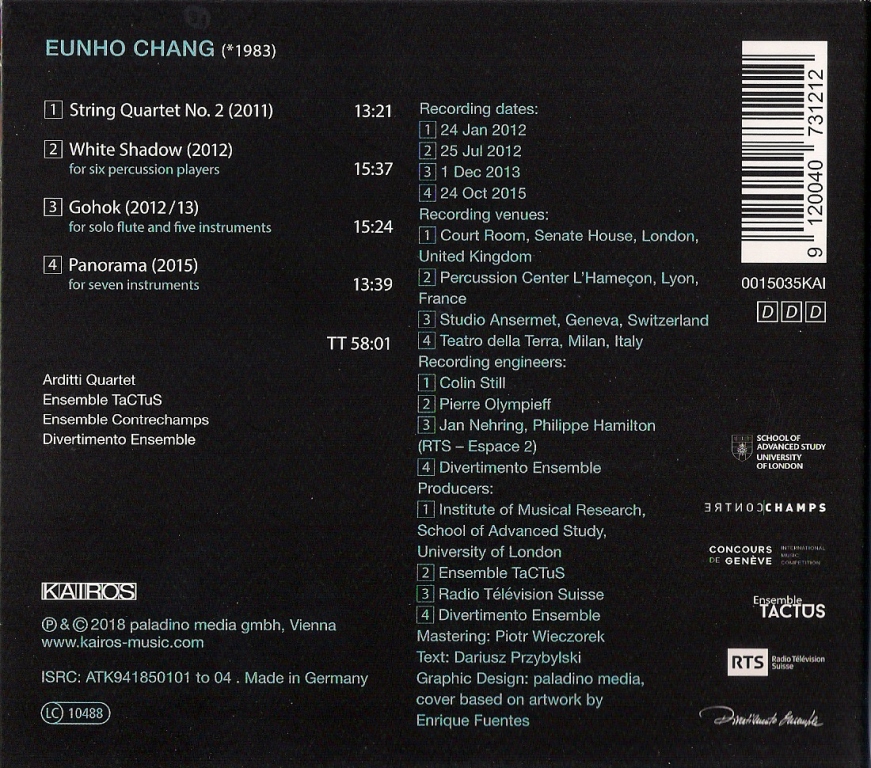 EUNHO CHANG (*1983)
1 String Quartet No. 2 (2011) 13:21
2 White Shadow (2012)
for six percussion players 15:37
3 Gohok (2012/13)
for solo flute and five instruments 15:24
4 Panorama (2015)
for seven instruments 13:39
TT 58:01
Arditti Quartet
Ensemble TaCTuS
Ensemble Contrechamps
Divertimento Ensemble
KAIROS
Ⓟ & © 2018 paladino media gmbh, Vienna
www.kairos-music.com
ISRC: ATK941850101 to 04 . Made in Germany
LC 10488
Recording dates:
1 24 Jan 2012
2 25 Jul 2012
3 1 Dec 2013
4 24 Oct 2015
Recording venues:
1 Court Room, Senate House, London,
United Kingdom
2 Percussion Center L'Hameçon, Lyon,
France
3 Studio Ansermet, Geneva, Switzerland
4 Teatro della Terra, Milan, Italy
Recording engineers:
1 Colin Still
2 Pierre Olympieff
3 Jan Nehring, Philippe Hamilton
(RTS – Espace 2)
4 Divertimento Ensemble
Producers:
1 Institute of Musical Research,
School of Advanced Study,
University of London
2 Ensemble TaCTuS
3 Radio Télévision Suisse
4 Divertimento Ensemble
Mastering: Piotr Wieczorek
Text: Dariusz Przybylski
Graphic Design: paladino media,
cover based on artwork by
Enrique Fuentes
9 120040 731212
0015035KAI
D D D
SCHOOL OF
ADVANCED STUDY
UNIVERSITY
OF LONDON
CONTRE|CHAMPS
CONCOURS
DE GENÈVE
INTERNATIONAL
MUSIC
COMPETITION
Ensemble
TACTUS
RTS Radio Télévision
Suisse
Divertimento Ensemble